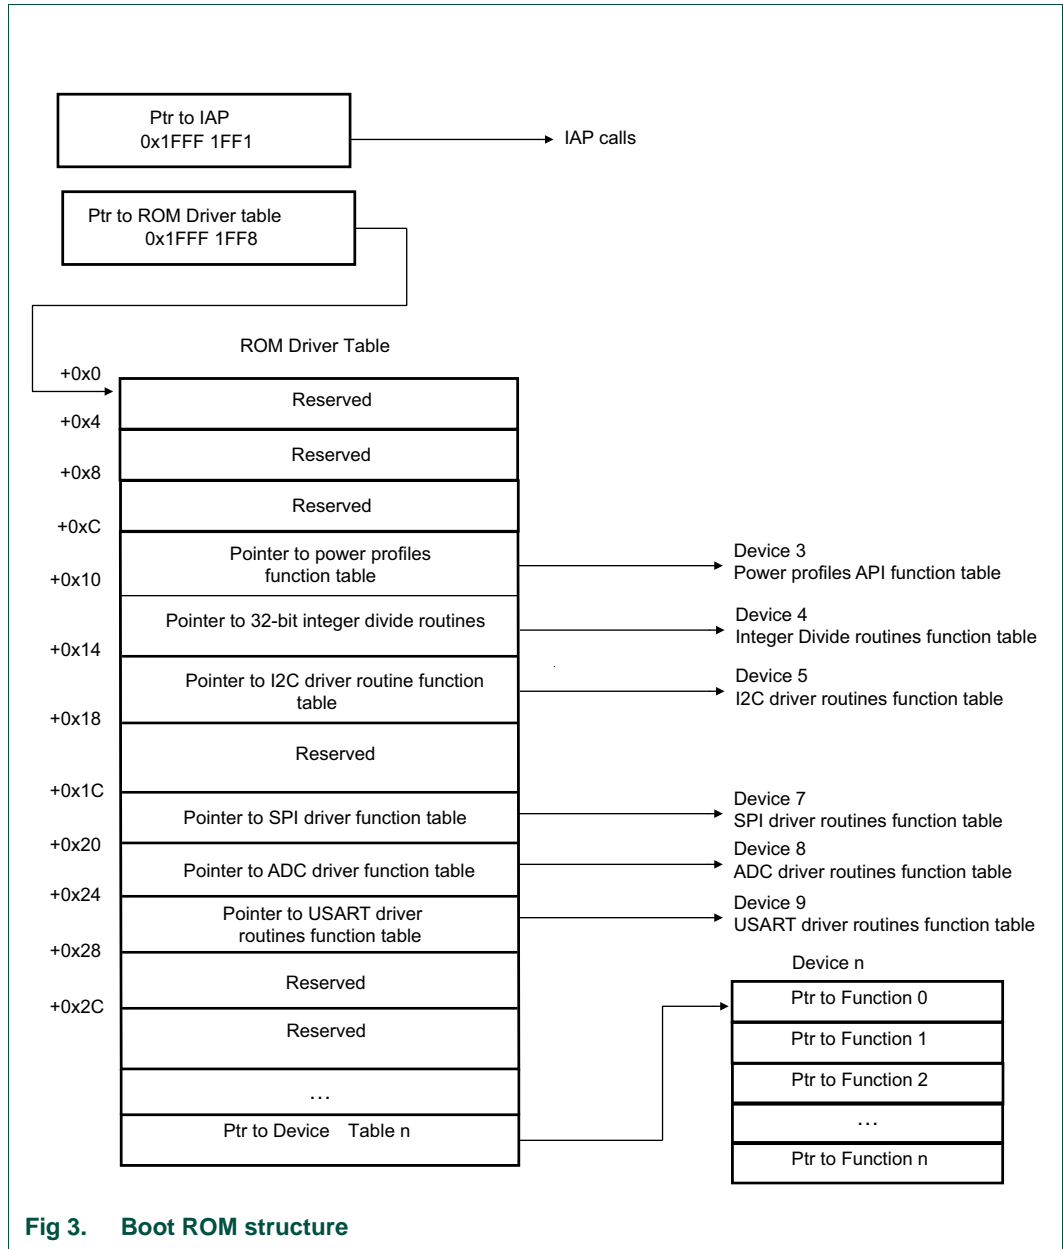 Ptr to IAP
0x1FFF 1FF1
IAP calls
Ptr to ROM Driver table
0x1FFF 1FF8
ROM Driver Table
+0x0
Reserved
+0x4
Reserved
+0x8
Reserved
+0xC
Pointer to power profiles
function table
Device 3
Power profiles API function table
+0x10
Pointer to 32-bit integer divide routines
Device 4
Integer Divide routines function table
+0x14
Pointer to I2C driver routine function
table
Device 5
I2C driver routines function table
+0x18
Reserved
+0x1C
Pointer to SPI driver function table
Device 7
SPI driver routines function table
+0x20
Pointer to ADC driver function table
Device 8
ADC driver routines function table
+0x24
Pointer to USART driver
routines function table
Device 9
USART driver routines function table
+0x28
Reserved
+0x2C
Reserved
...
Ptr to Device Table n
Device n
Ptr to Function 0
Ptr to Function 1
Ptr to Function 2
...
Ptr to Function n
Fig 3. Boot ROM structure